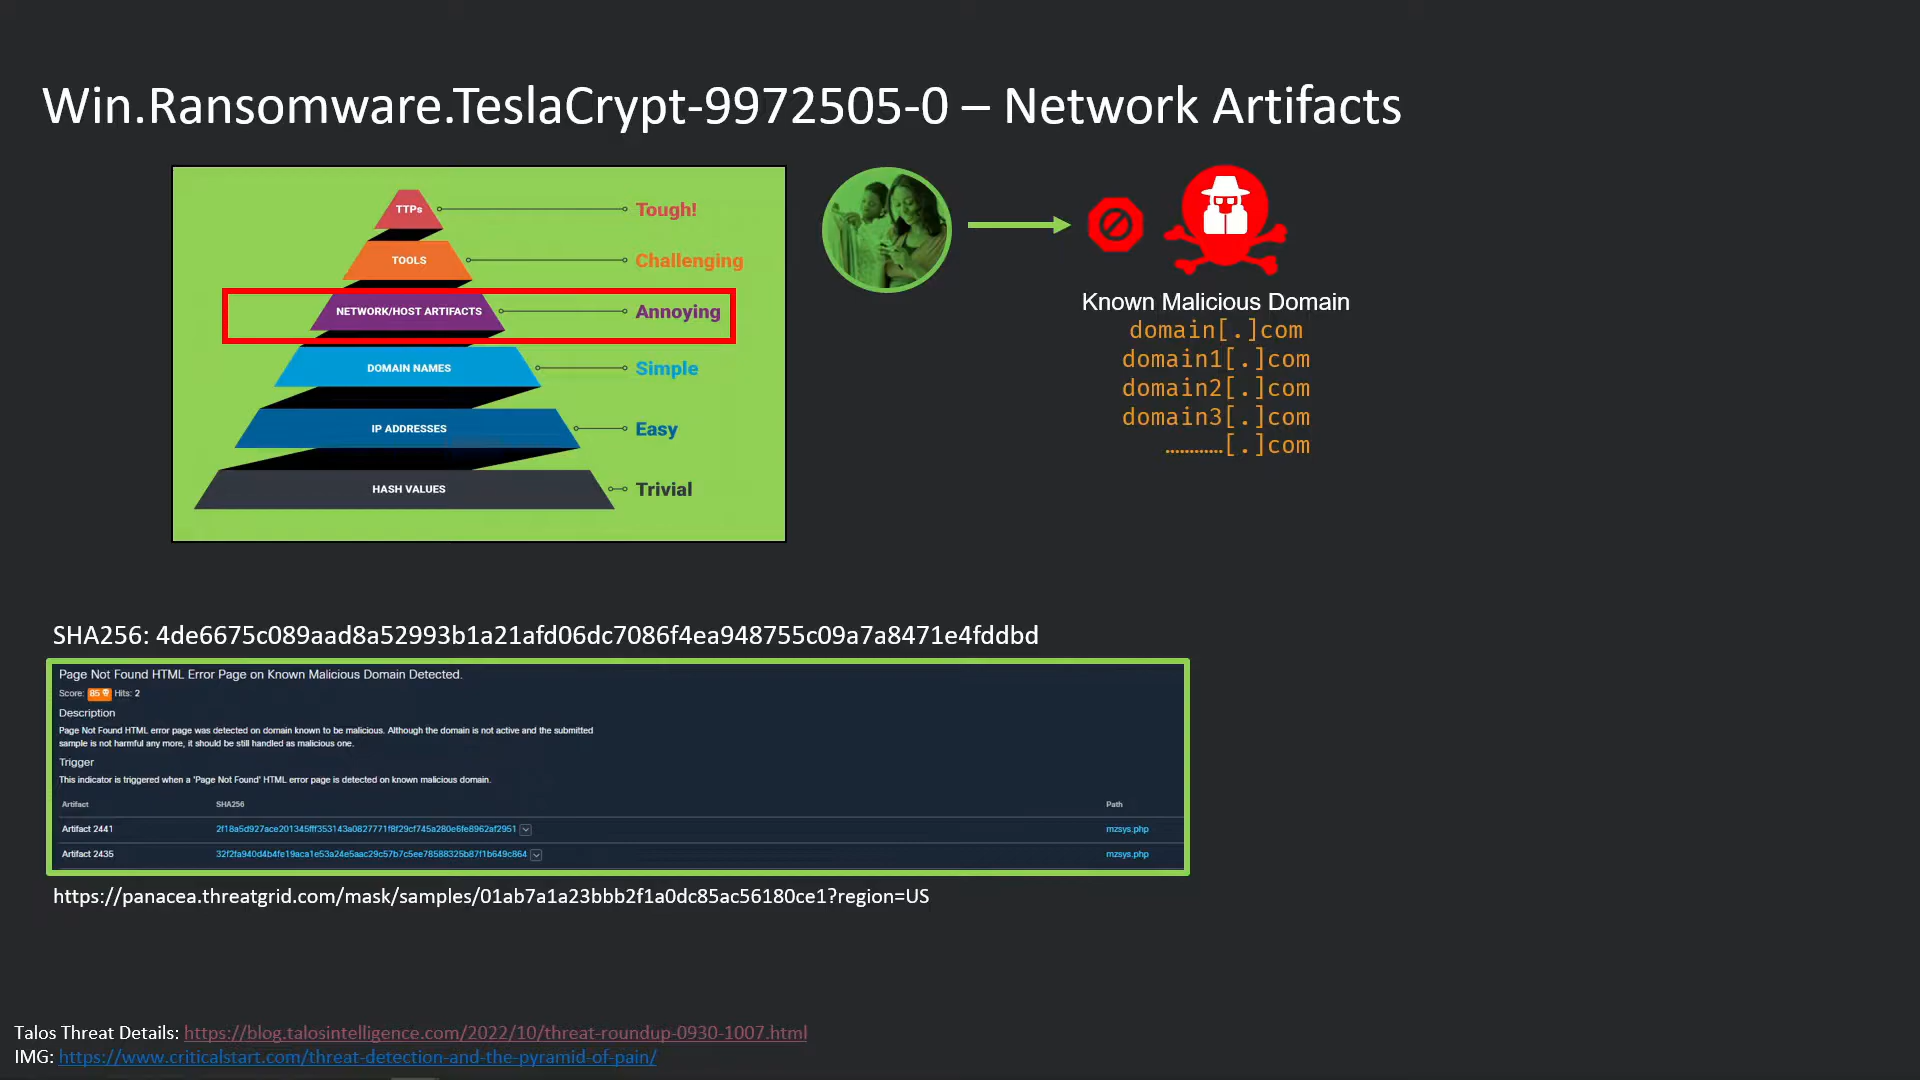 Win.Ransomware.TeslaCrypt-9972505-0 – Network Artifacts
TTPs
Tough!
TOOLS
Challenging
NETWORK/HOST ARTIFACTS
Annoying
DOMAIN NAMES
Simple
IP ADDRESSES
Easy
HASH VALUES
Trivial
Known Malicious Domain
domain[.]com
domain1[.]com
domain2[.]com
domain3[.]com
............[.]com
SHA256: 4de6675c089aad8a52993b1a21afd06dc7086f4ea948755c09a7a8471e4fddbd
Page Not Found HTML Error Page on Known Malicious Domain Detected.
Score: 85 Hits: 2
Description
Page Not Found HTML error page was detected on domain known to be malicious. Although the domain is not active and the submitted
sample is not harmful any more, it should be still handled as malicious one.
Trigger
This indicator is triggered when a 'Page Not Found' HTML error page is detected on known malicious domain.
Artifact SHA256 Path
Artifact 2441 2f18a5d927ace201345fff353143a0827771f8f29cf745a280e6fe8962af2951 mzsys.php
Artifact 2435 32f2fa940d4b4fe19aca1e53a24e5aac29c57b7c5ee78588325b87f1b649c864 mzsys.php
https://panacea.threatgrid.com/mask/samples/01ab7a1a23bbb2f1a0dc85ac56180ce1?region=US
Talos Threat Details: https://blog.talosintelligence.com/2022/10/threat-roundup-0930-1007.html
IMG: https://www.criticalstart.com/threat-detection-and-the-pyramid-of-pain/